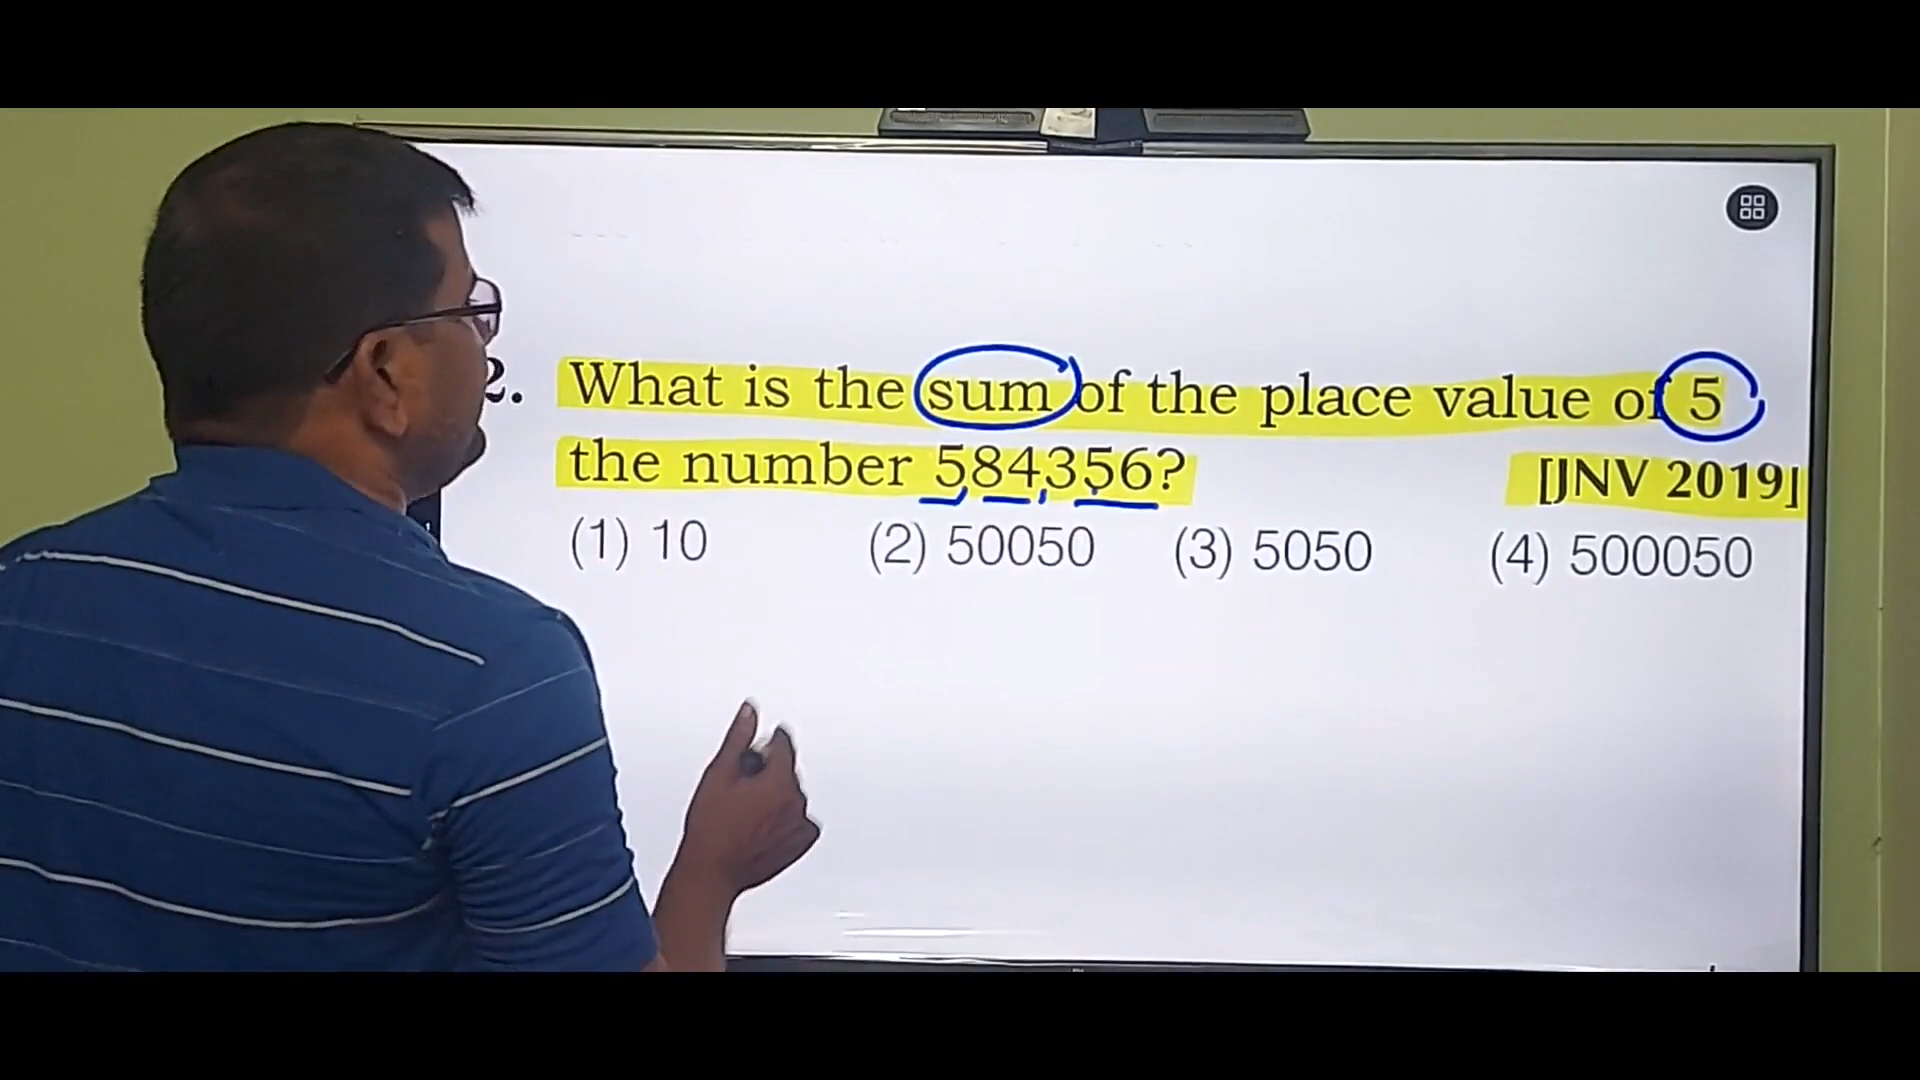 2. What is the sum of the place value of 5
the number 584356? [JNV 2019]
(1) 10 (2) 50050 (3) 5050 (4) 500050